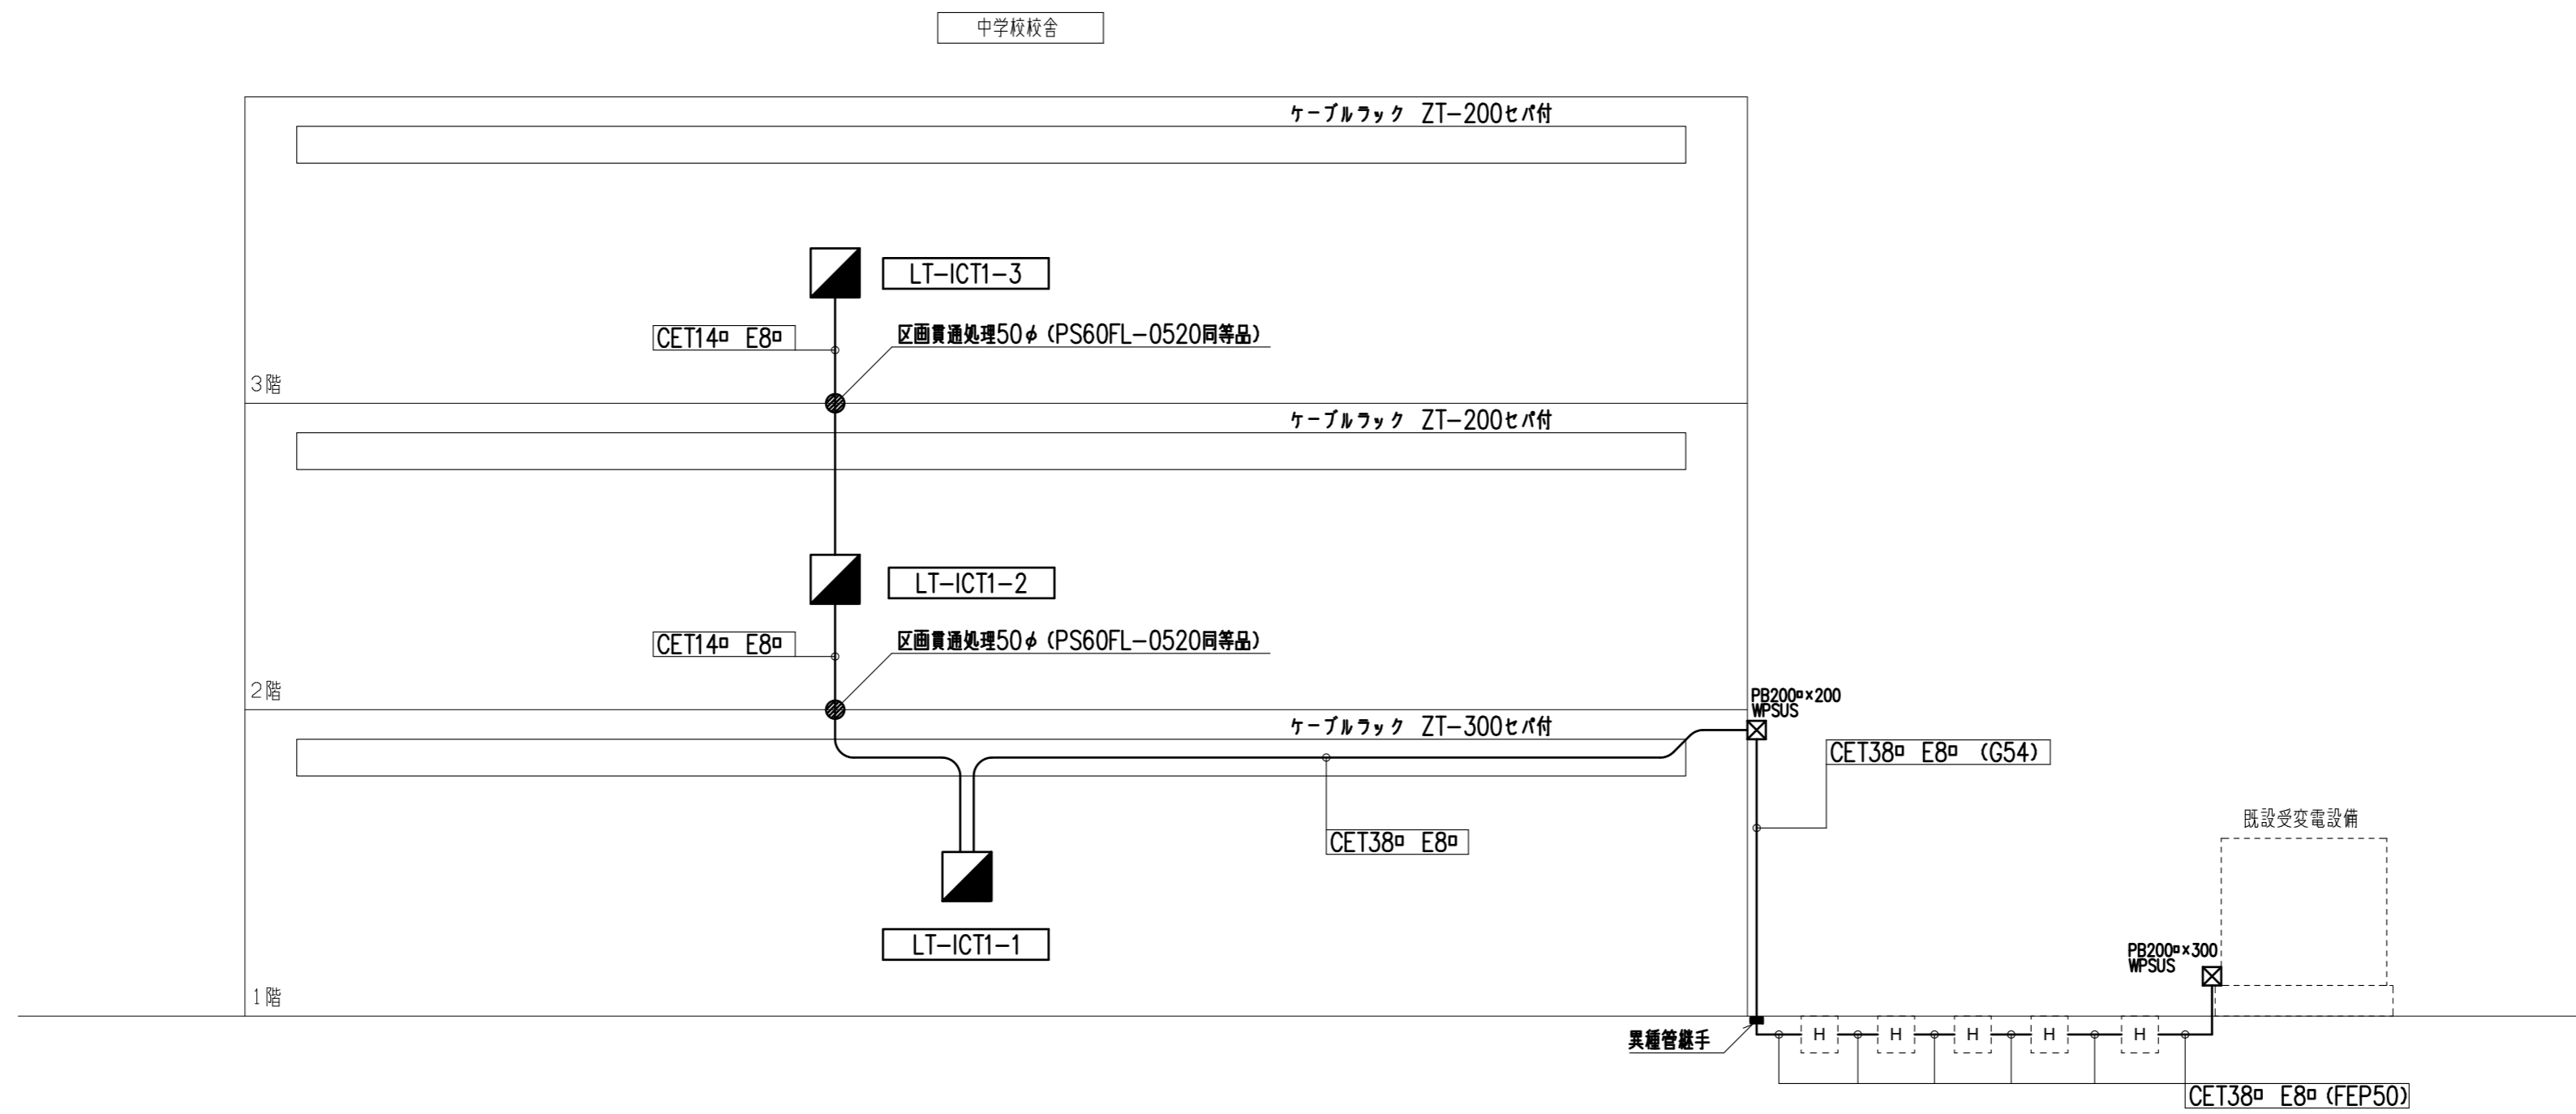 中学校校舎
ケーブルラック ZT-200セパ付
LT-ICT1-3
CET14□ E8□
区画貫通処理50φ (PS60FL-0520同等品)
3階
ケーブルラック ZT-200セパ付
LT-ICT1-2
CET14□ E8□
区画貫通処理50φ (PS60FL-0520同等品)
2階
PB200□×200
WPSUS
ケーブルラック ZT-300セパ付
CET38□ E8□ (G54)
CET38□ E8□
既設受変電設備
LT-ICT1-1
PB200□×300
WPSUS
1階
異種管継手
H H H H H
CET38□ E8□ (FEP50)